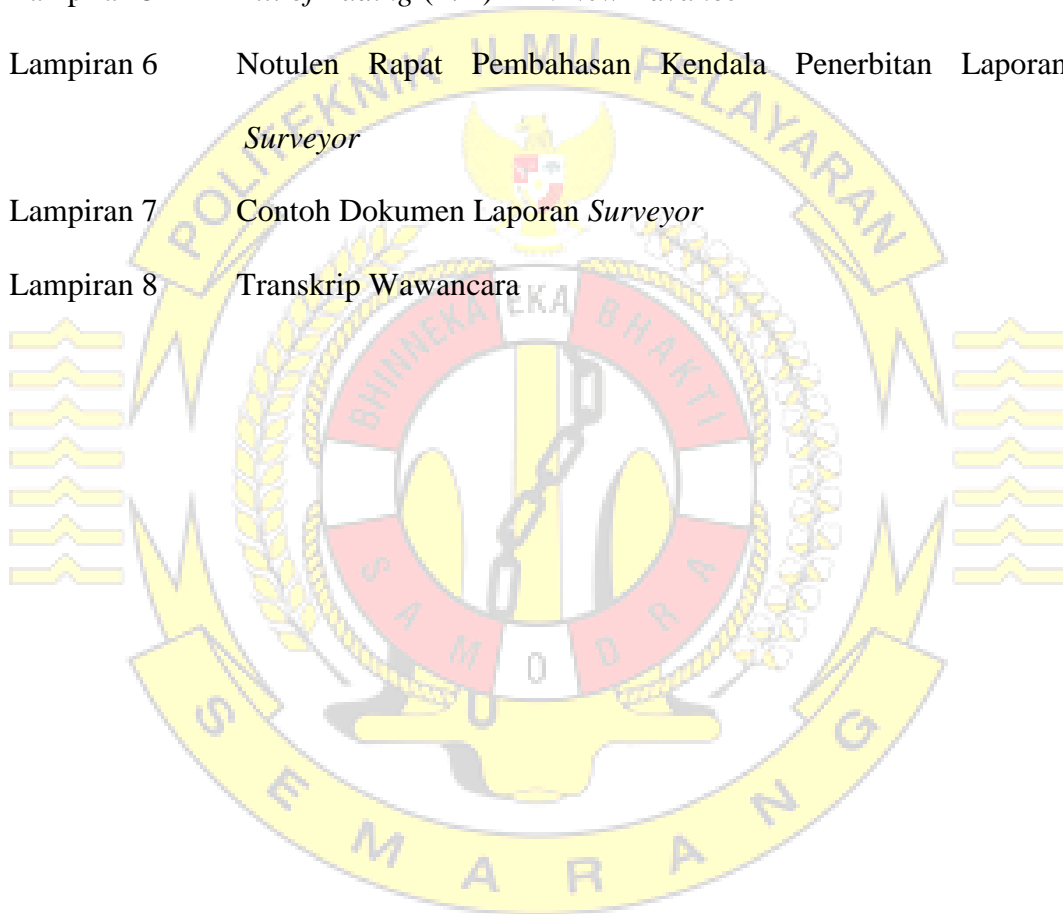 Lampiran 6 Notulen Rapat Pembahasan Kendala Penerbitan Laporan
Surveyor
Lampiran 7 Contoh Dokumen Laporan Surveyor
Lampiran 8 Transkrip Wawancara
POLITEKNIK ILMU PELAYARAN
BHINNEKA EKA BHAKTI
SAMODRA
SEMARANG